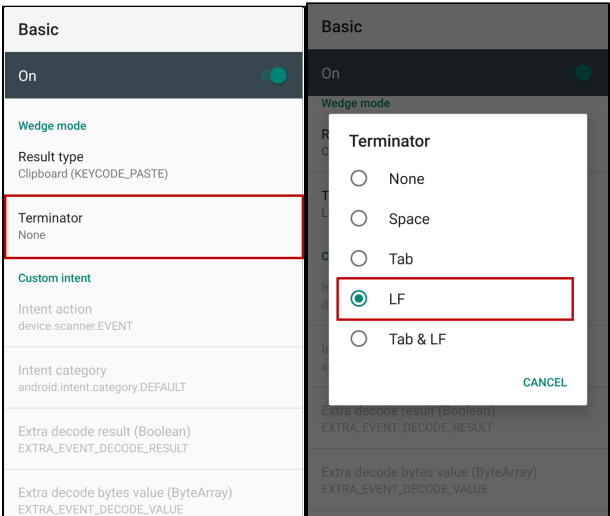 Basic
On
Wedge mode
Result type
Clipboard (KEYCODE_PASTE)
Terminator
None
Custom intent
Intent action
device.scanner.EVENT
Intent category
android.intent.category.DEFAULT
Extra decode result (Boolean)
EXTRA_EVENT_DECODE_RESULT
Extra decode bytes value (ByteArray)
EXTRA_EVENT_DECODE_VALUE
Basic
On
Wedge mode
Terminator
None
Space
Tab
LF
Tab & LF
CANCEL
Extra decode result (Boolean)
EXTRA_EVENT_DECODE_RESULT
Extra decode bytes value (ByteArray)
EXTRA_EVENT_DECODE_VALUE